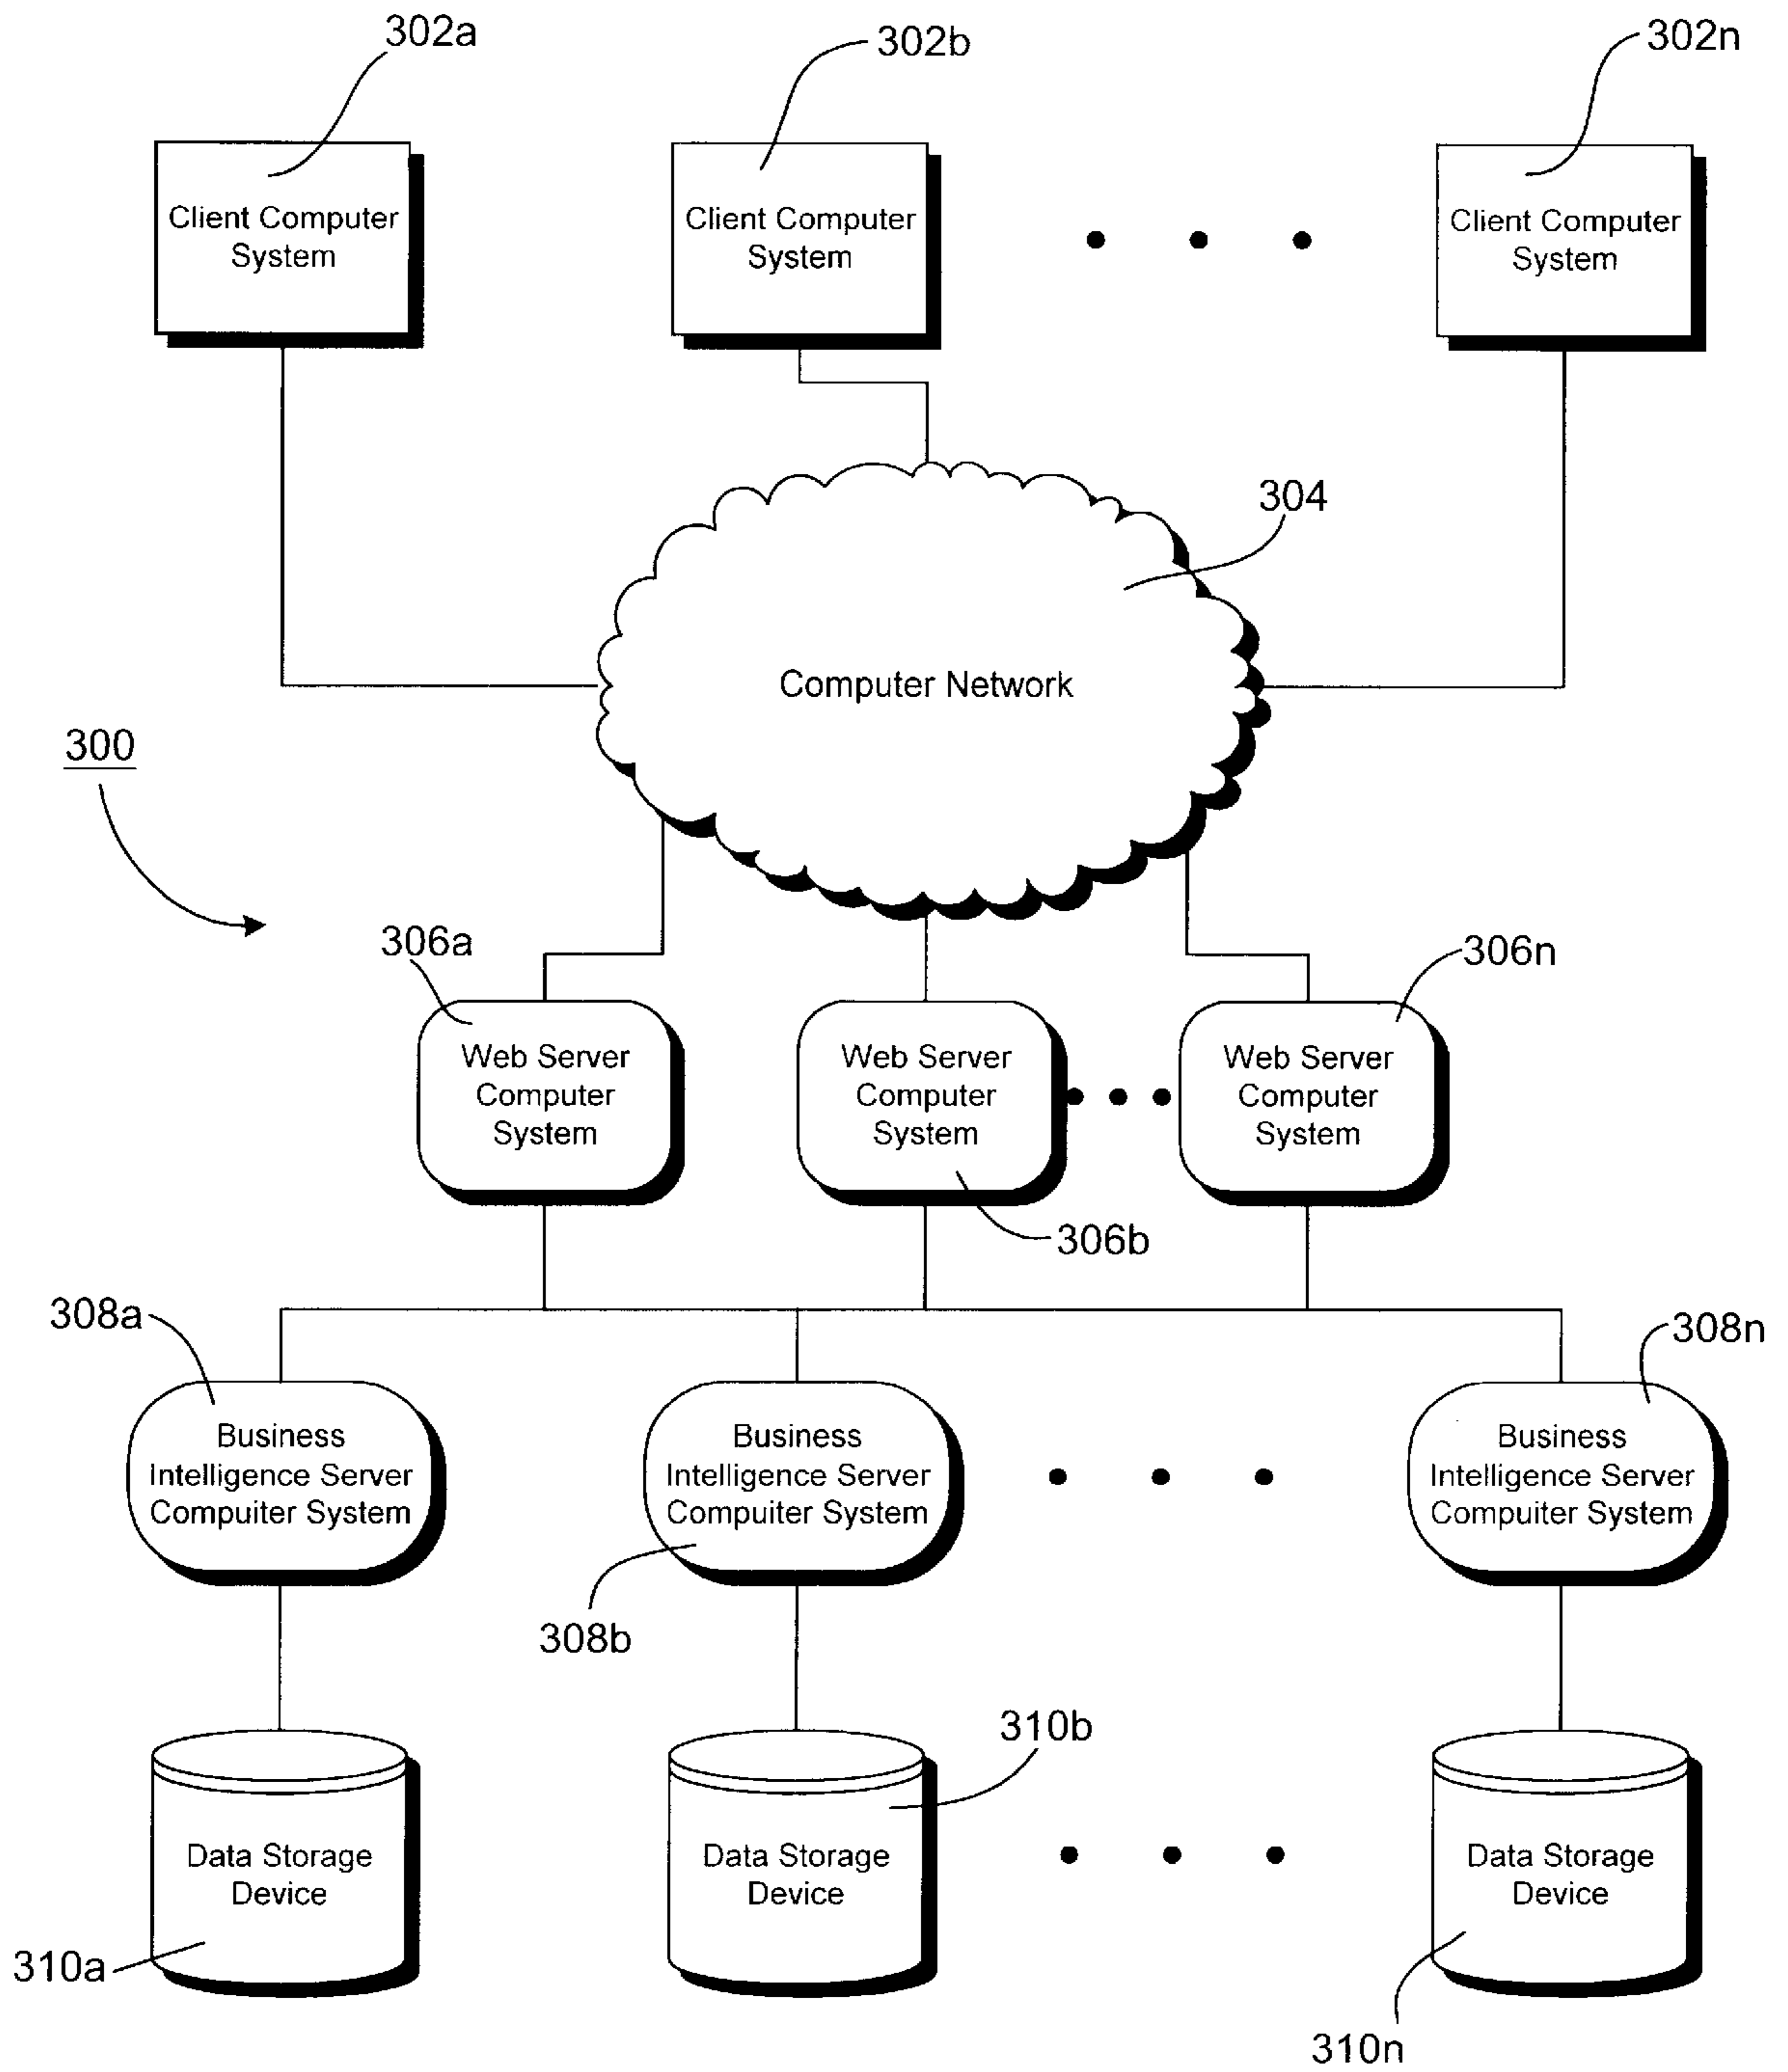 302a
302b
302n
Client Computer
System
Client Computer
System
Client Computer
System
304
Computer Network
300
306a
306n
Web Server
Computer
System
Web Server
Computer
System
Web Server
Computer
System
306b
308a
308n
Business
Intelligence Server
Compuiter System
Business
Intelligence Server
Compuiter System
Business
Intelligence Server
Compuiter System
308b
310b
Data Storage
Device
Data Storage
Device
Data Storage
Device
310a
310n